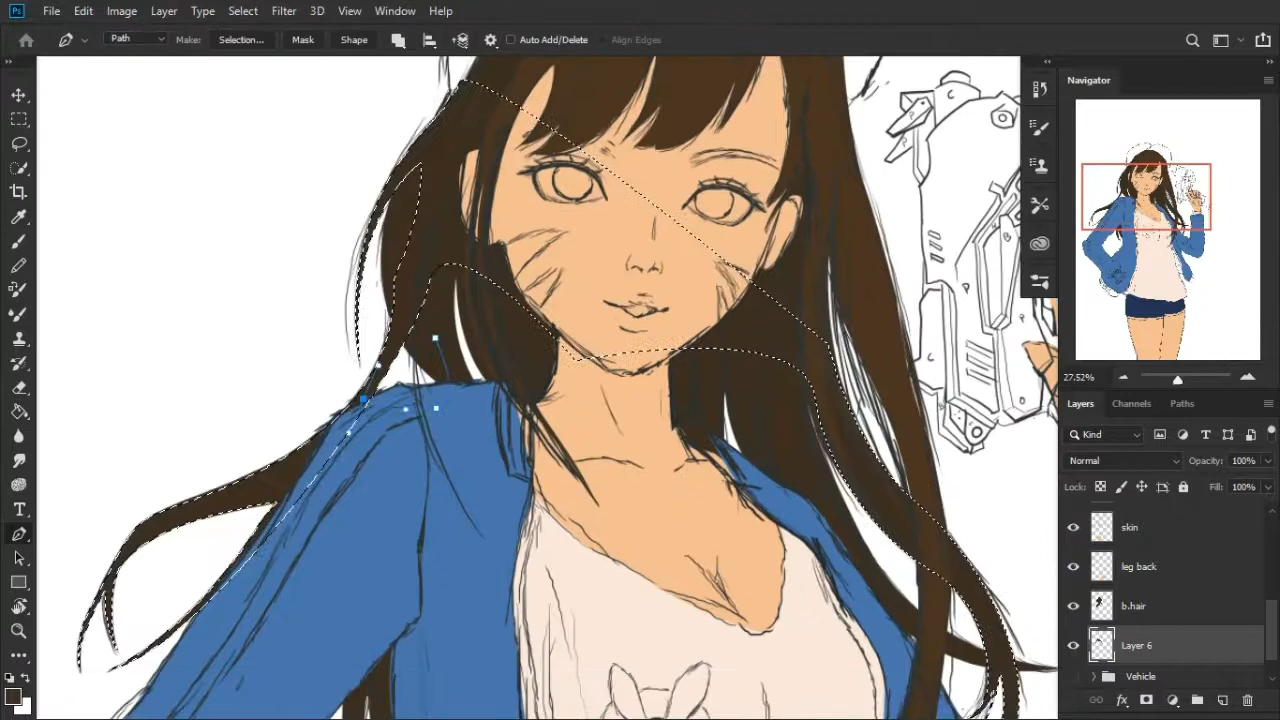 Ps File Edit Image Layer Type Select Filter 3D View Window Help
Path Make: Selection... Mask Shape Auto Add/Delete Align Edges
Navigator
27.52%
Layers Channels Paths
Kind
Normal Opacity: 100%
Lock: Fill: 100%
skin
leg back
b.hair
Layer 6
Vehicle